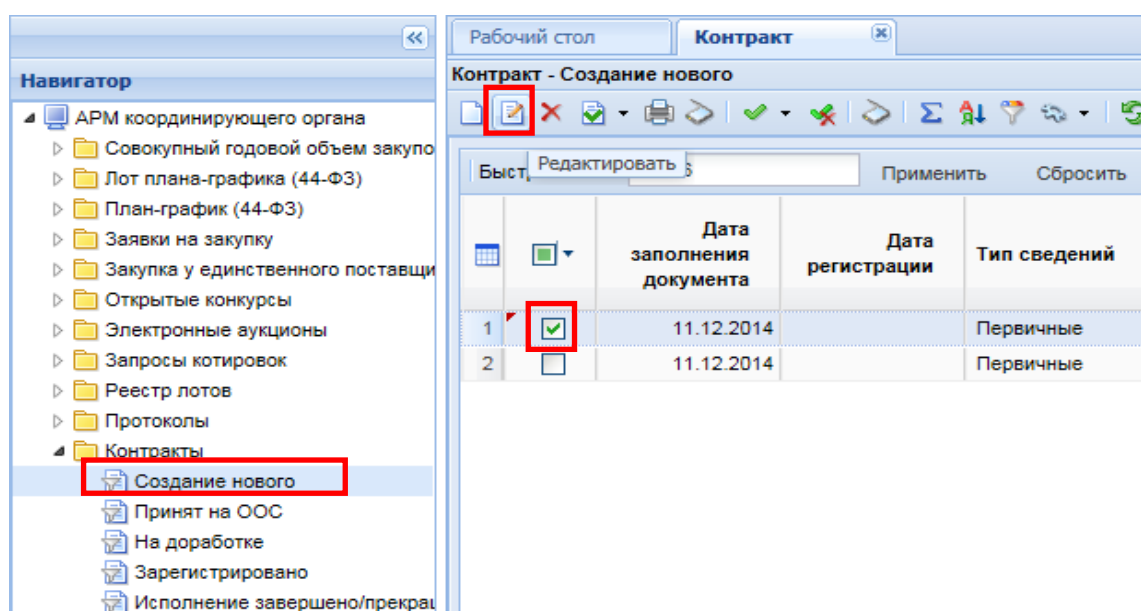 Навигатор
АРМ координирующего органа
Совокупный годовой объем закупо
Лот плана-графика (44-ФЗ)
План-график (44-ФЗ)
Заявки на закупку
Закупка у единственного поставщи
Открытые конкурсы
Электронные аукционы
Запросы котировок
Реестр лотов
Протоколы
Контракты
Создание нового
Принят на ООС
На доработке
Зарегистрировано
Исполнение завершено/прекращ
Рабочий стол Контракт
Контракт - Создание нового
Быст Редактировать Применить Сбросить
Дата заполнения документа
Дата регистрации
Тип сведений
1 11.12.2014 Первичные
2 11.12.2014 Первичные